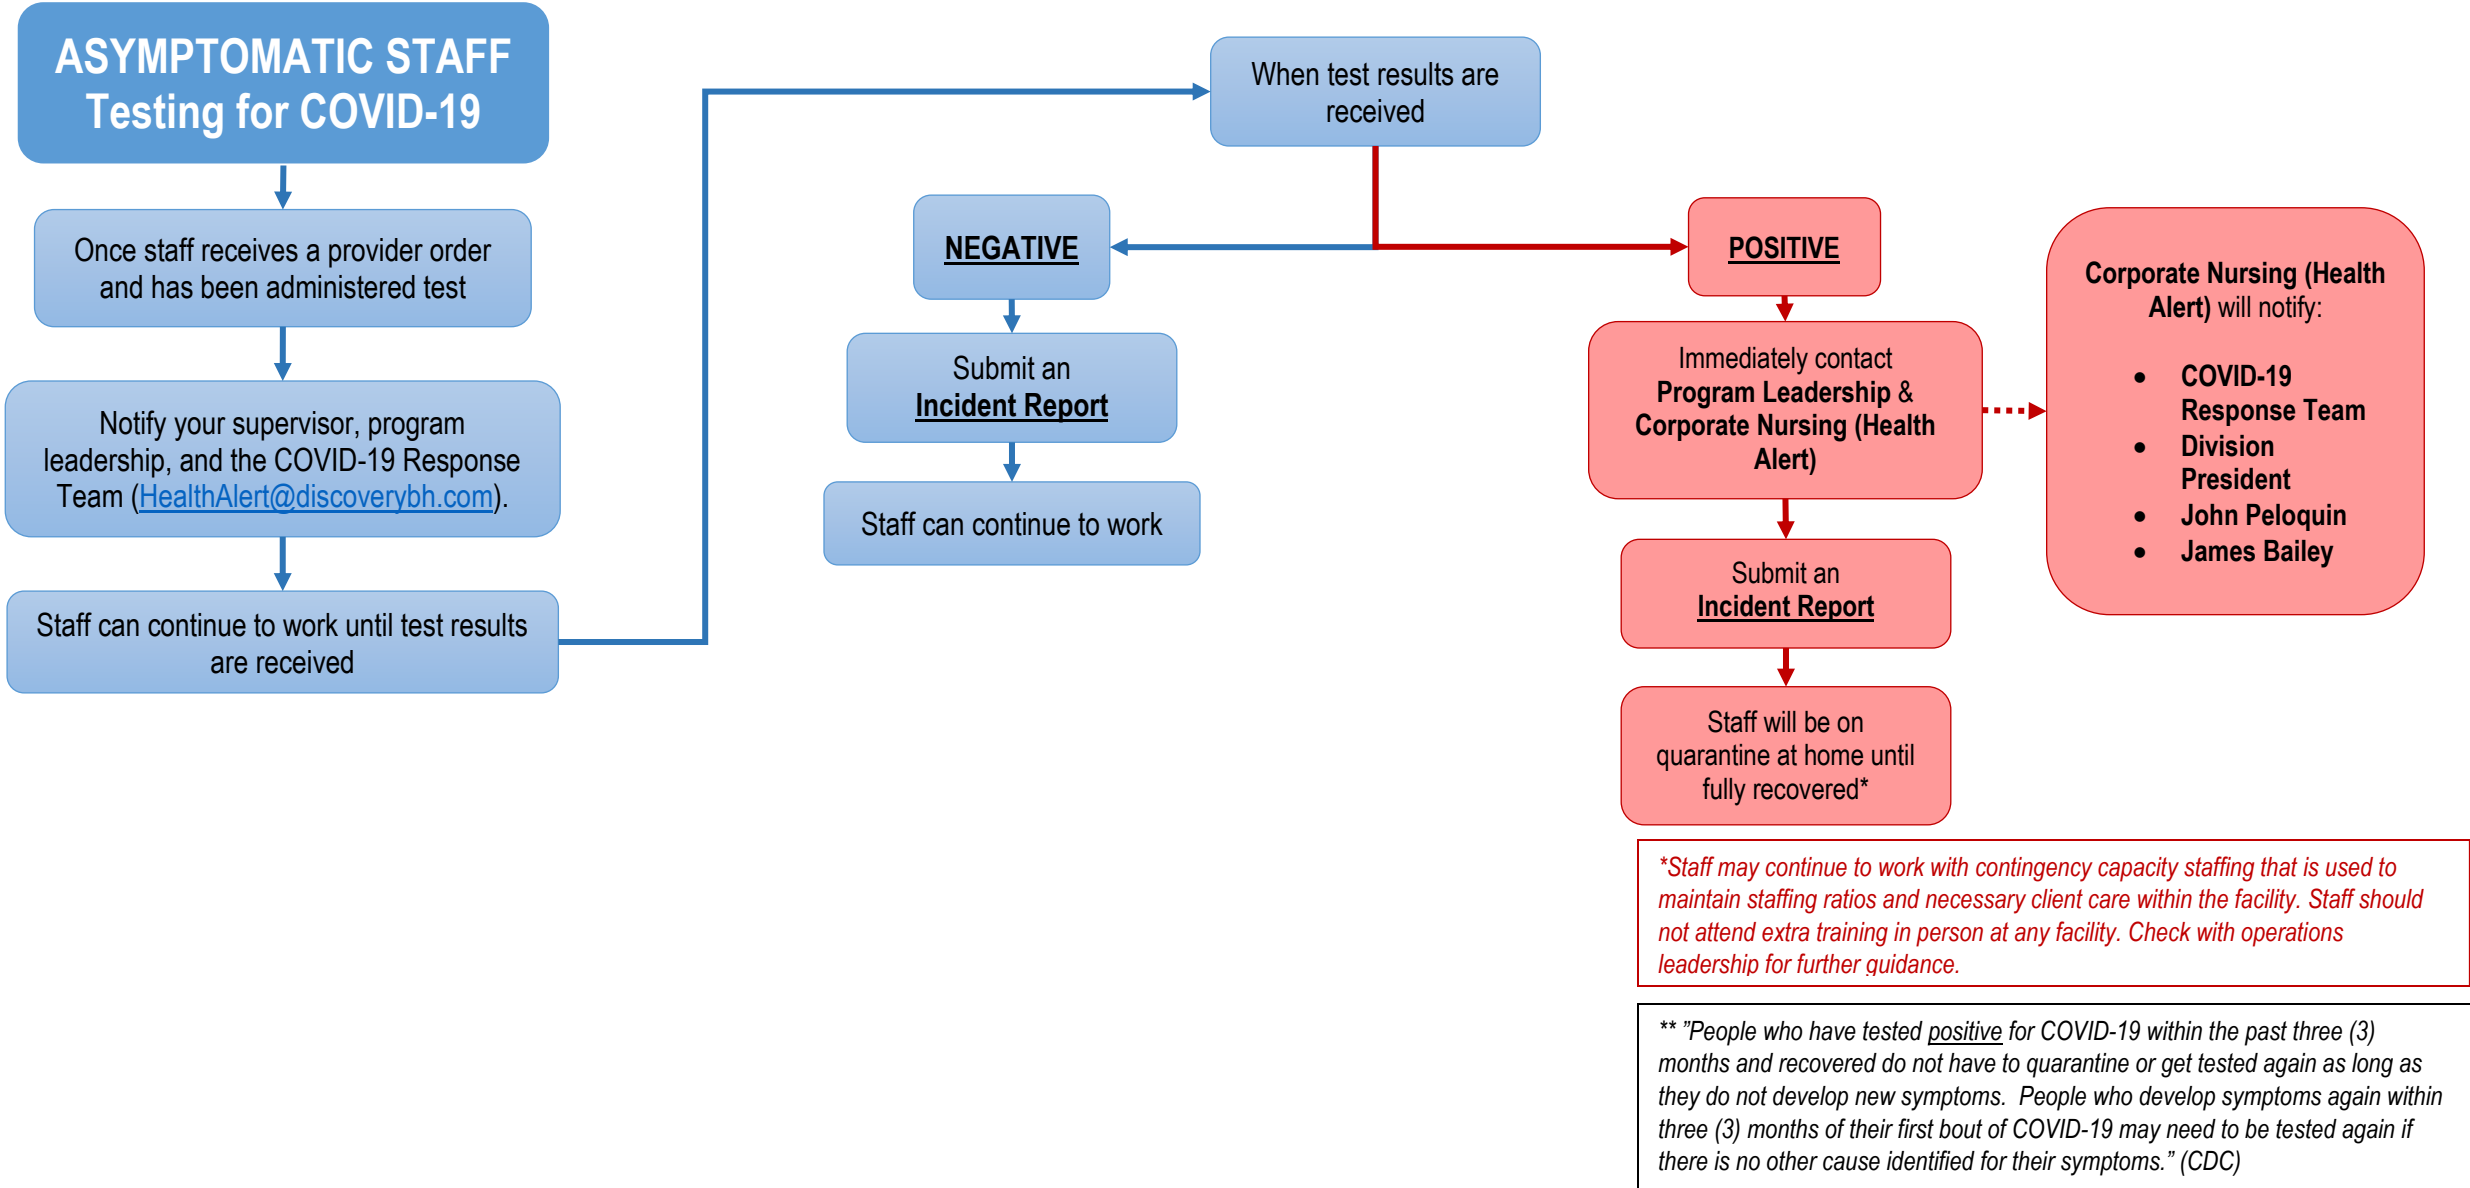 ASYMPTOMATIC STAFF
Testing for COVID-19
Once staff receives a provider order
and has been administered test
Notify your supervisor, program
leadership, and the COVID-19 Response
Team (HealthAlert@discoverybh.com).
Staff can continue to work until test results
are received
When test results are
received
NEGATIVE
Submit an
Incident Report
Staff can continue to work
POSITIVE
Immediately contact
Program Leadership &
Corporate Nursing (Health
Alert)
Submit an
Incident Report
Staff will be on
quarantine at home until
fully recovered*
Corporate Nursing (Health
Alert) will notify:
• COVID-19
Response Team
• Division
President
• John Peloquin
• James Bailey
*Staff may continue to work with contingency capacity staffing that is used to
maintain staffing ratios and necessary client care within the facility. Staff should
not attend extra training in person at any facility. Check with operations
leadership for further guidance.
** ”People who have tested positive for COVID-19 within the past three (3)
months and recovered do not have to quarantine or get tested again as long as
they do not develop new symptoms.  People who develop symptoms again within
three (3) months of their first bout of COVID-19 may need to be tested again if
there is no other cause identified for their symptoms.” (CDC)